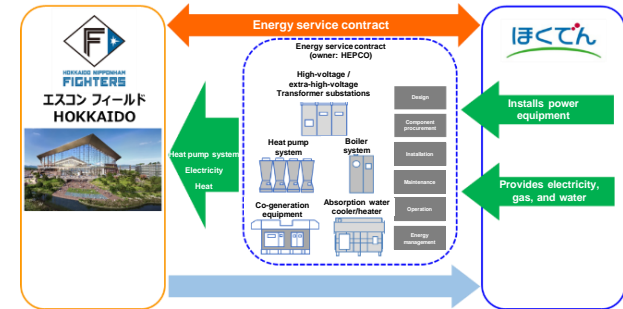 Energy service contract
HOKKAIDO NIPPONHAM
FIGHTERS
エスコン フィールド
HOKKAIDO
Heat pump system
Electricity
Heat
Energy service contract
(owner: HEPCO)
High-voltage /
extra-high-voltage
Transformer substations
Heat pump
system
Boiler
system
Co-generation
equipment
Absorption water
cooler/heater
Design
Component
procurement
Installation
Maintenance
Operation
Energy
management
ほくでん
Installs power
equipment
Provides electricity,
gas, and water